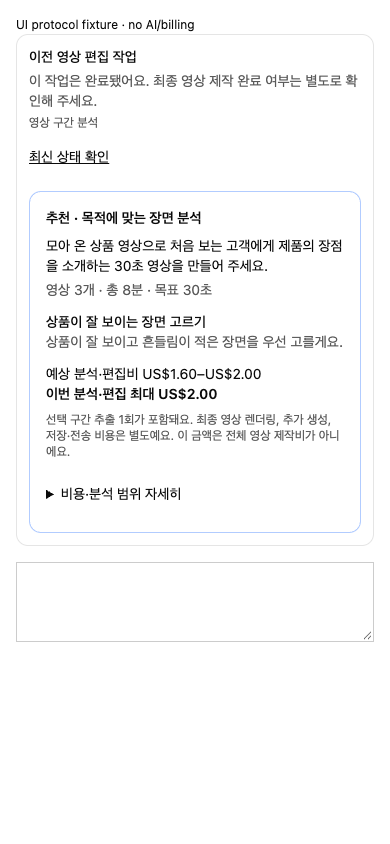 UI protocol fixture · no AI/billing
이전 영상 편집 작업
이 작업은 완료됐어요. 최종 영상 제작 완료 여부는 별도로 확
인해 주세요.
영상 구간 분석
최신 상태 확인
추천 · 목적에 맞는 장면 분석
모아 온 상품 영상으로 처음 보는 고객에게 제품의 장점
을 소개하는 30초 영상을 만들어 주세요.
영상 3개 · 총 8분 · 목표 30초
상품이 잘 보이는 장면 고르기
상품이 잘 보이고 흔들림이 적은 장면을 우선 고를게요.
예상 분석·편집비 US$1.60–US$2.00
이번 분석·편집 최대 US$2.00
선택 구간 추출 1회가 포함돼요. 최종 영상 렌더링, 추가 생성,
저장·전송 비용은 별도예요. 이 금액은 전체 영상 제작비가 아니
에요.
▶ 비용·분석 범위 자세히